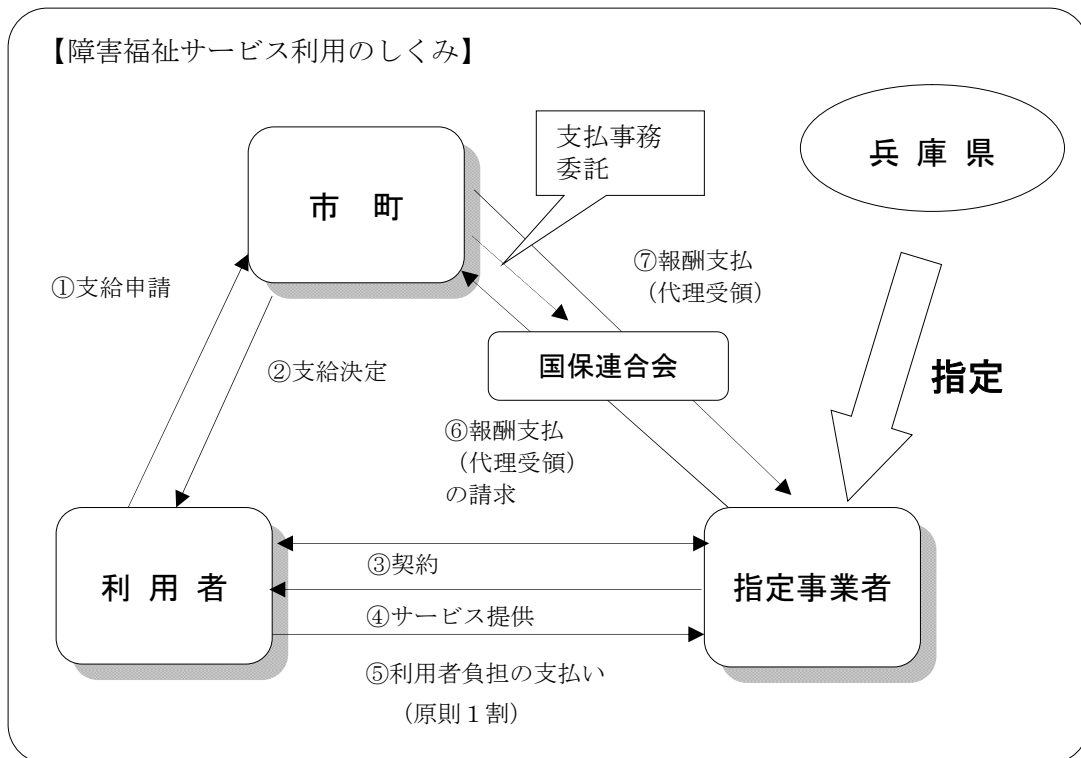 【障害福祉サービス利用のしくみ】
支払事務
委託
兵 庫 県
市　町
⑦報酬支払
（代理受領）
①支給申請
②支給決定
国保連合会
指定
⑥報酬支払
（代理受領）
の請求
利 用 者
③契約
④サービス提供
⑤利用者負担の支払い
（原則１割）
指定事業者